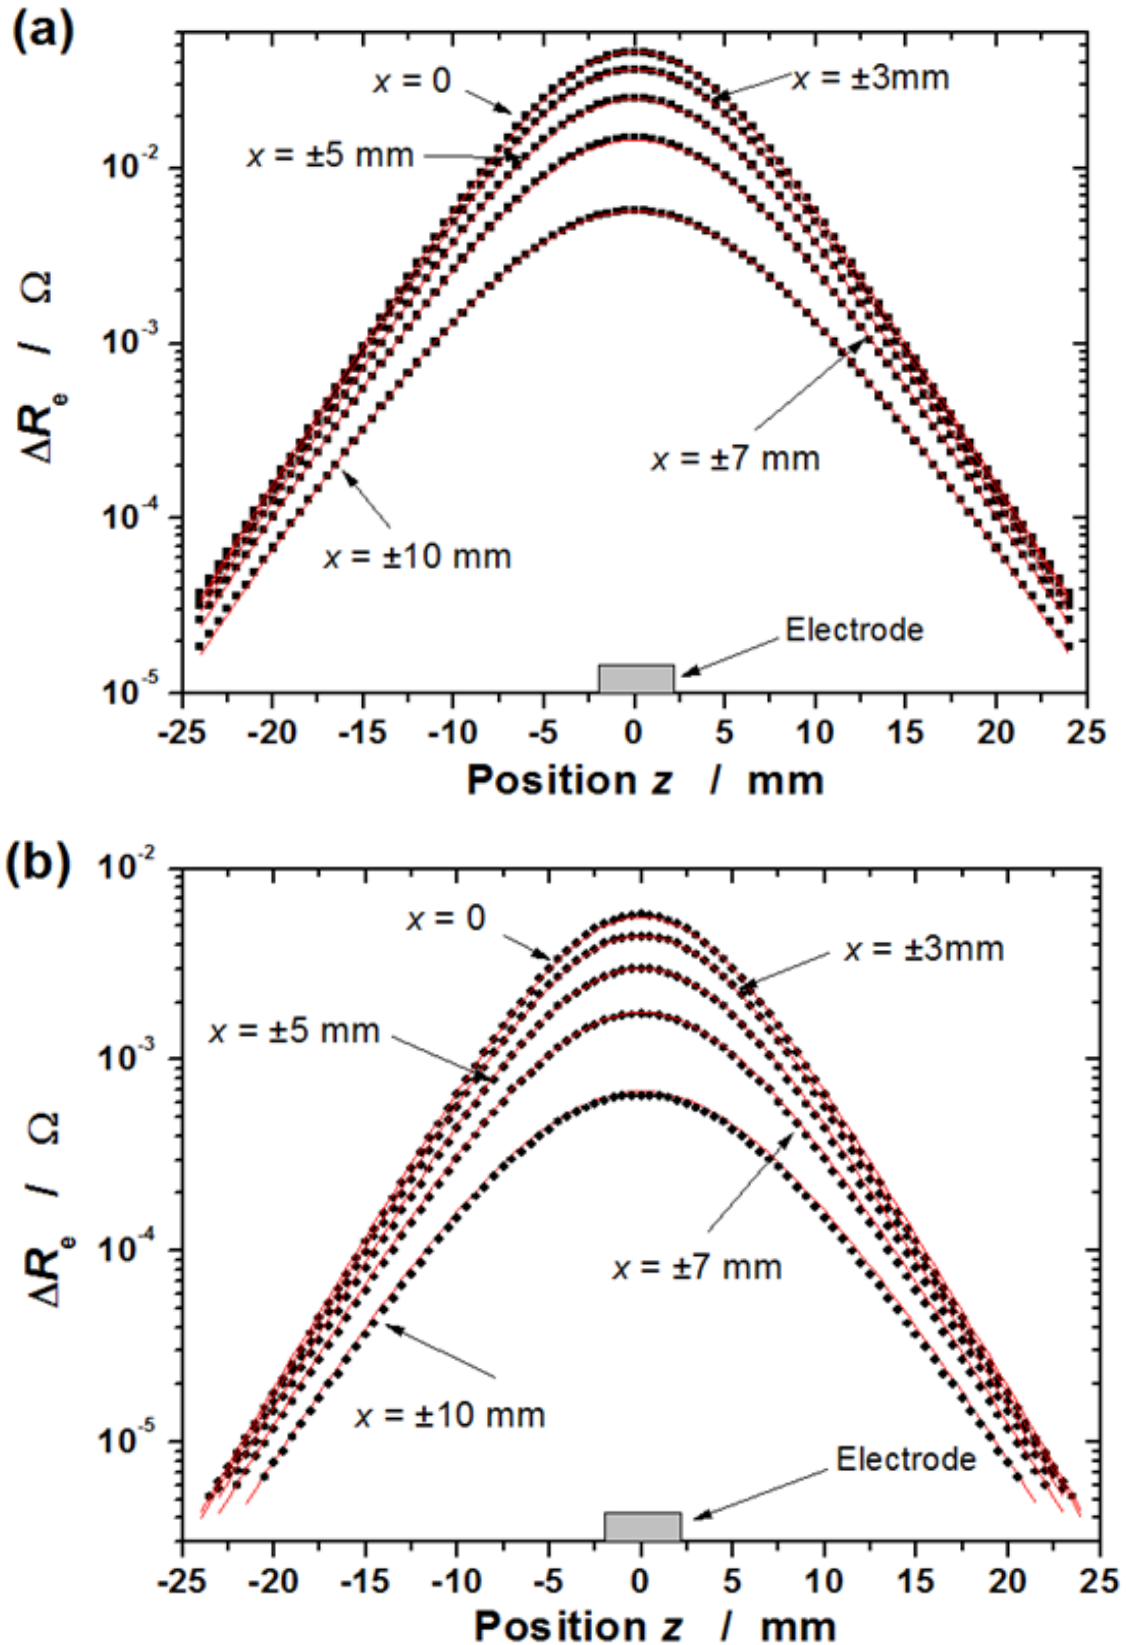 (a)
x = 0
x = ±3mm
x = ±5 mm
x = ±7 mm
x = ±10 mm
Electrode
10⁻²
10⁻³
10⁻⁴
10⁻⁵
ΔRₑ / Ω
-25 -20 -15 -10 -5 0 5 10 15 20 25
Position z / mm
(b)
10⁻²
x = 0
x = ±3mm
x = ±5 mm
10⁻³
x = ±7 mm
10⁻⁴
x = ±10 mm
10⁻⁵
Electrode
ΔRₑ / Ω
-25 -20 -15 -10 -5 0 5 10 15 20 25
Position z / mm